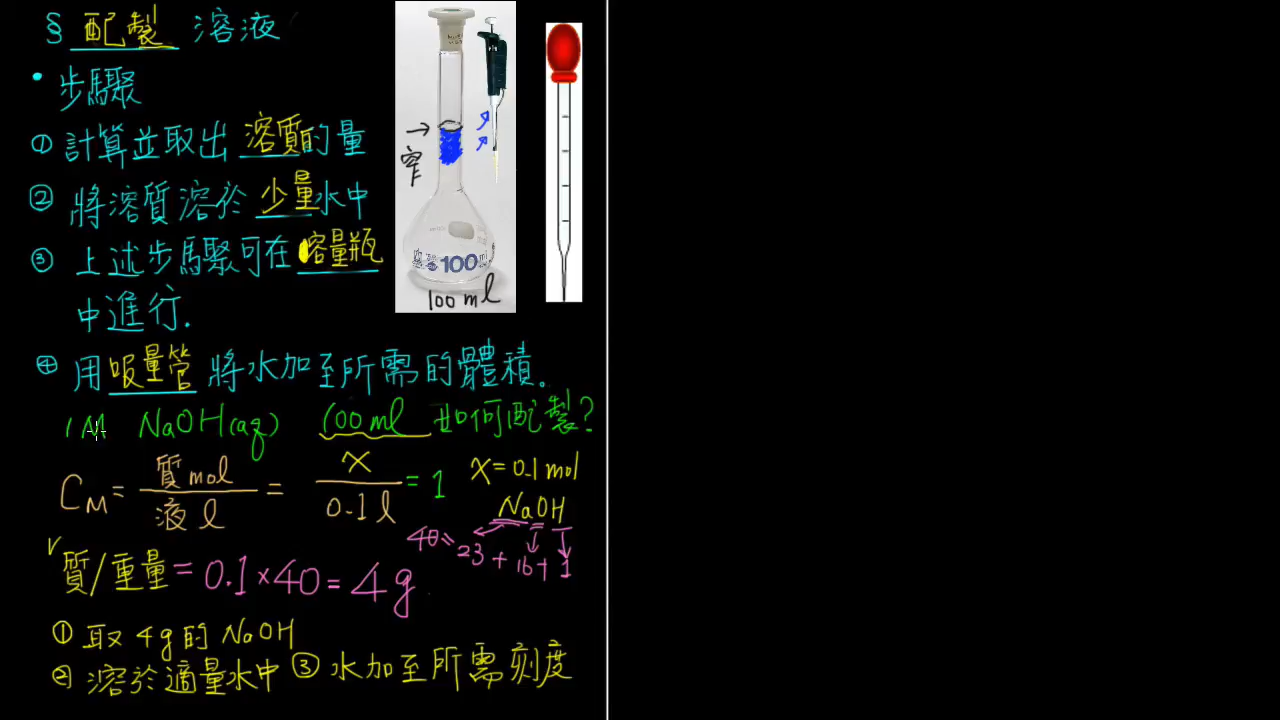 § 配製 溶液
• 步驟
① 計算並取出 溶質的量
② 將溶質溶於 少量水中
③ 上述步驟可在 容量瓶
中進行.
④ 用 吸量管 將水加至所需的體積。
→
窄
100 ml
100 ml
1M NaOH(aq) 100 ml 如何配製?
C_M = 質mol / 液 l = X / 0.1 l = 1 X = 0.1 mol
NaOH
40 = 23 + 16 + 1
√ 質/重量 = 0.1 × 40 = 4 g
① 取 4g 的 NaOH
② 溶於適量水中 ③ 水加至所需刻度